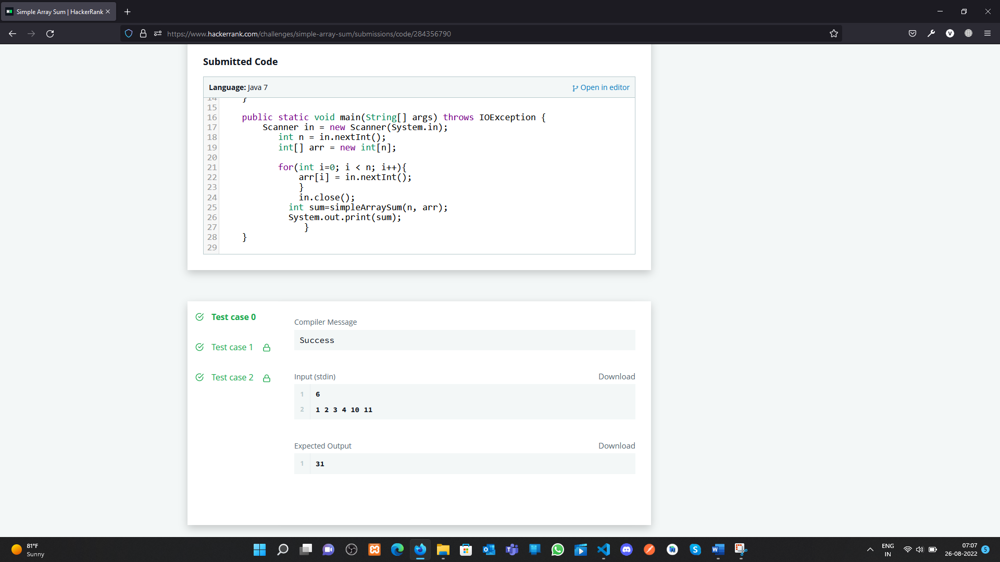 Simple Array Sum | HackerRank
https://www.hackerrank.com/challenges/simple-array-sum/submissions/code/284356790
Submitted Code
Language: Java 7
Open in editor
14 }
15
16 public static void main(String[] args) throws IOException {
17 Scanner in = new Scanner(System.in);
18 int n = in.nextInt();
19 int[] arr = new int[n];
20
21 for(int i=0; i < n; i++){
22 arr[i] = in.nextInt();
23 }
24 in.close();
25 int sum=simpleArraySum(n, arr);
26 System.out.print(sum);
27 }
28 }
29
Test case 0
Test case 1
Test case 2
Compiler Message
Success
Input (stdin)
Download
1 6
2 1 2 3 4 10 11
Expected Output
Download
1 31
81°F
Sunny
ENG
IN
07:07
26-08-2022
5